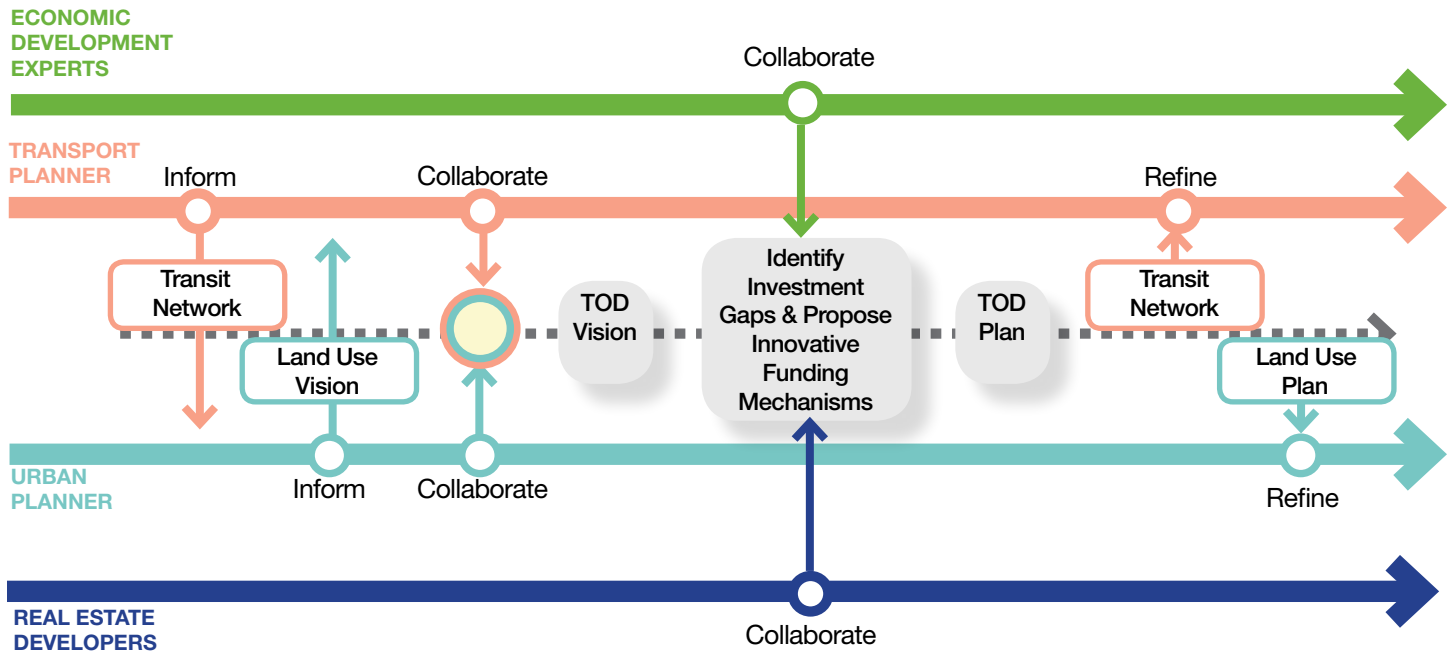 ECONOMIC
DEVELOPMENT
EXPERTS
Collaborate
TRANSPORT
PLANNER
Inform
Collaborate
Refine
Transit
Network
Land Use
Vision
TOD
Vision
Identify
Investment
Gaps & Propose
Innovative
Funding
Mechanisms
TOD
Plan
Transit
Network
Land Use
Plan
URBAN
PLANNER
Inform
Collaborate
Refine
REAL ESTATE
DEVELOPERS
Collaborate